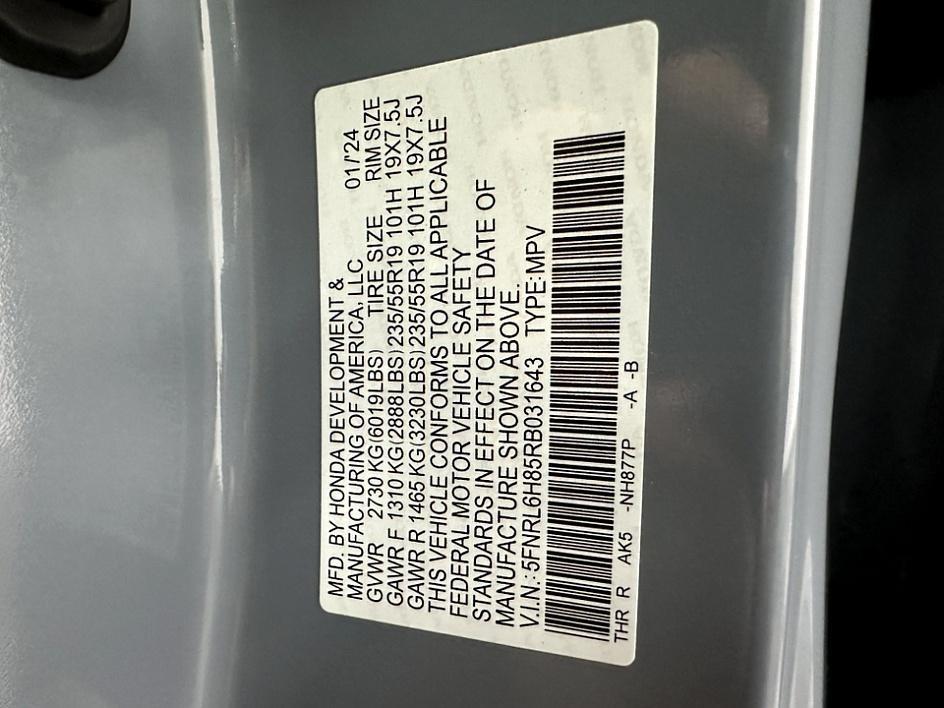 MFD. BY HONDA DEVELOPMENT &
MANUFACTURING OF AMERICA, LLC 01/'24
GVWR 2730 KG(6019LBS) TIRE SIZE RIM SIZE
GAWR F 1310 KG(2888LBS)235/55R19 101H 19X7.5J
GAWR R 1465 KG(3230LBS)235/55R19 101H 19X7.5J
THIS VEHICLE CONFORMS TO ALL APPLICABLE
FEDERAL MOTOR VEHICLE SAFETY
STANDARDS IN EFFECT ON THE DATE OF
MANUFACTURE SHOWN ABOVE.
V.I.N.: 5FNRL6H85RB031643 TYPE:MPV
THR R AK5 -NH877P -A -B